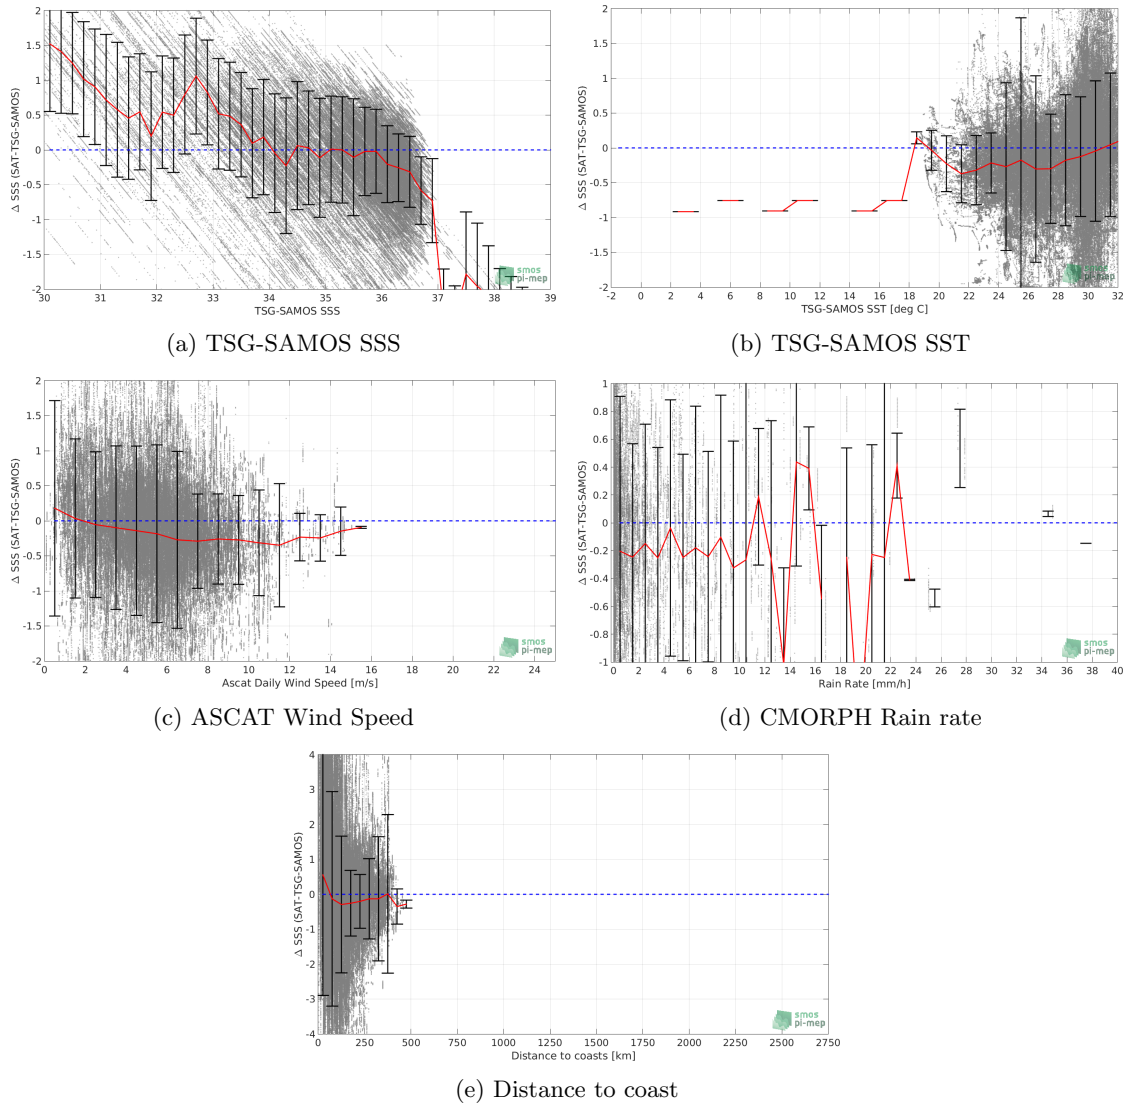 2
1.5
1
0.5
0
-0.5
-1
-1.5
-2
Δ SSS (SAT-TSG-SAMOS)
30 31 32 33 34 35 36 37 38 39
TSG-SAMOS SSS
smos
pi-mep
(a) TSG-SAMOS SSS
2
1.5
1
0.5
0
-0.5
-1
-1.5
-2
Δ SSS (SAT-TSG-SAMOS)
-2 0 2 4 6 8 10 12 14 16 18 20 22 24 26 28 30 32
TSG-SAMOS SST [deg C]
smos
pi-mep
(b) TSG-SAMOS SST
2
1.5
1
0.5
0
-0.5
-1
-1.5
-2
Δ SSS (SAT-TSG-SAMOS)
0 2 4 6 8 10 12 14 16 18 20 22 24
Ascat Daily Wind Speed [m/s]
smos
pi-mep
(c) ASCAT Wind Speed
1
0.8
0.6
0.4
0.2
0
-0.2
-0.4
-0.6
-0.8
-1
Δ SSS (SAT-TSG-SAMOS)
0 2 4 6 8 10 12 14 16 18 20 22 24 26 28 30 32 34 36 38 40
Rain Rate [mm/h]
smos
pi-mep
(d) CMORPH Rain rate
4
3
2
1
0
-1
-2
-3
-4
Δ SSS (SAT-TSG-SAMOS)
0 250 500 750 1000 1250 1500 1750 2000 2250 2500 2750
Distance to coasts [km]
smos
pi-mep
(e) Distance to coast